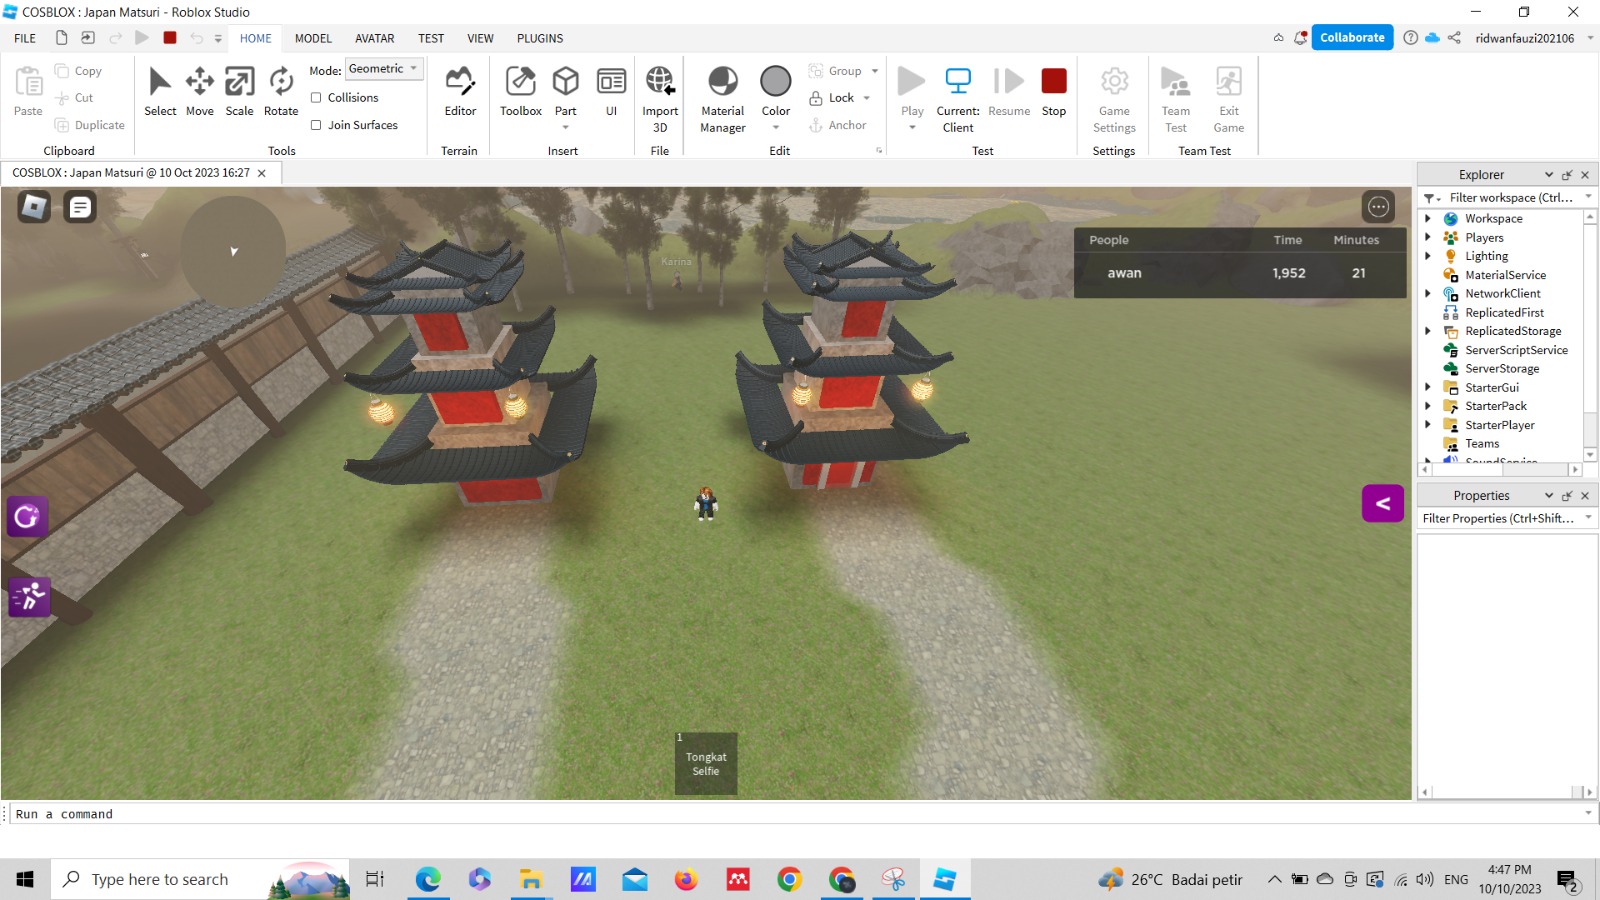 COSBLOX : Japan Matsuri - Roblox Studio
FILE HOME MODEL AVATAR TEST VIEW PLUGINS Collaborate ridwanfauzi202106
Paste
Copy
Cut
Duplicate
Clipboard
Select Move Scale Rotate
Mode: Geometric
Collisions
Join Surfaces
Tools
Editor
Terrain
Toolbox Part UI
Insert
Import
3D
File
Material
Manager
Color
Group
Lock
Anchor
Edit
Play
Current:
Client
Resume
Stop
Test
Game
Settings
Settings
Team
Test
Exit
Game
Team Test
COSBLOX : Japan Matsuri @ 10 Oct 2023 16:27
Karina
People Time Minutes
awan 1,952 21
1
Tongkat
Selfie
<
Explorer
Filter workspace (Ctrl...
Workspace
Players
Lighting
MaterialService
NetworkClient
ReplicatedFirst
ReplicatedStorage
ServerScriptService
ServerStorage
StarterGui
StarterPack
StarterPlayer
Teams
SoundService
Properties
Filter Properties (Ctrl+Shift...
Run a command
Type here to search
26°C Badai petir
ENG
4:47 PM
10/10/2023
2